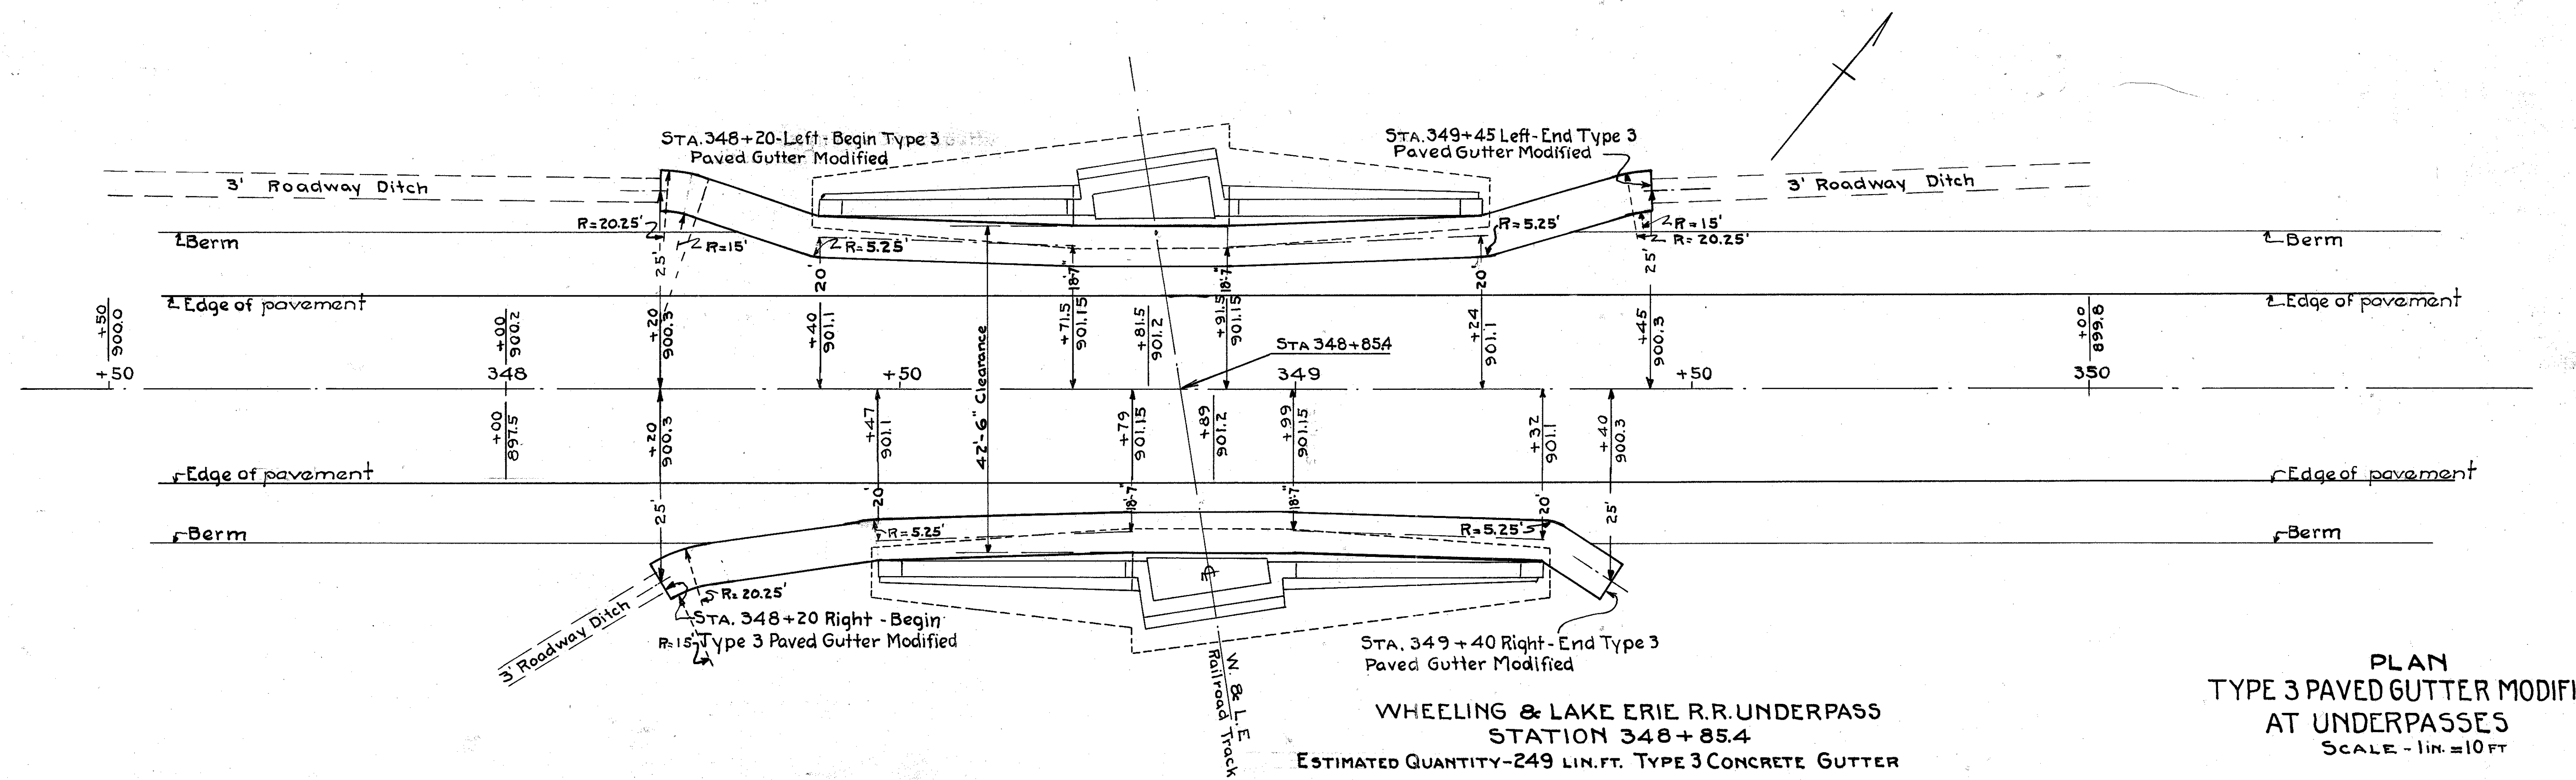 STA. 348+20-Left-Begin Type 3
Paved Gutter Modified
STA. 349+45 Left-End Type 3
Paved Gutter Modified
3' Roadway Ditch
3' Roadway Ditch
R=20.25'
R=15'
R=5.25'
R=5.25'
R=15'
R=20.25'
Berm
Berm
25'
20'
18'-7"
18'-7"
20'
25'
Edge of pavement
Edge of pavement
+50
900.0
+00
900.2
+20
900.3
+40
901.1
+71.5
901.15
+81.5
901.2
+91.5
901.15
+24
901.1
+45
900.3
+00
899.8
STA 348+85.4
42'-6" Clearance
+50
348
+50
349
+50
350
+00
897.5
+20
900.3
+47
901.1
+79
901.15
+89
901.2
+99
901.15
+32
901.1
+40
900.3
Edge of pavement
Edge of pavement
25'
20'
18'-7"
18'-7"
20'
25'
Berm
Berm
R=5.25'
R=5.25'
R=20.25'
3' Roadway Ditch
STA. 348+20 Right-Begin
R=15'
Type 3 Paved Gutter Modified
STA. 349+40 Right-End Type 3
Paved Gutter Modified
W. & L.E
Railroad Track
WHEELING & LAKE ERIE R.R. UNDERPASS
STATION 348+85.4
ESTIMATED QUANTITY-249 LIN.FT. TYPE 3 CONCRETE GUTTER
PLAN
TYPE 3 PAVED GUTTER MODIFI
AT UNDERPASSES
SCALE-1IN.=10FT